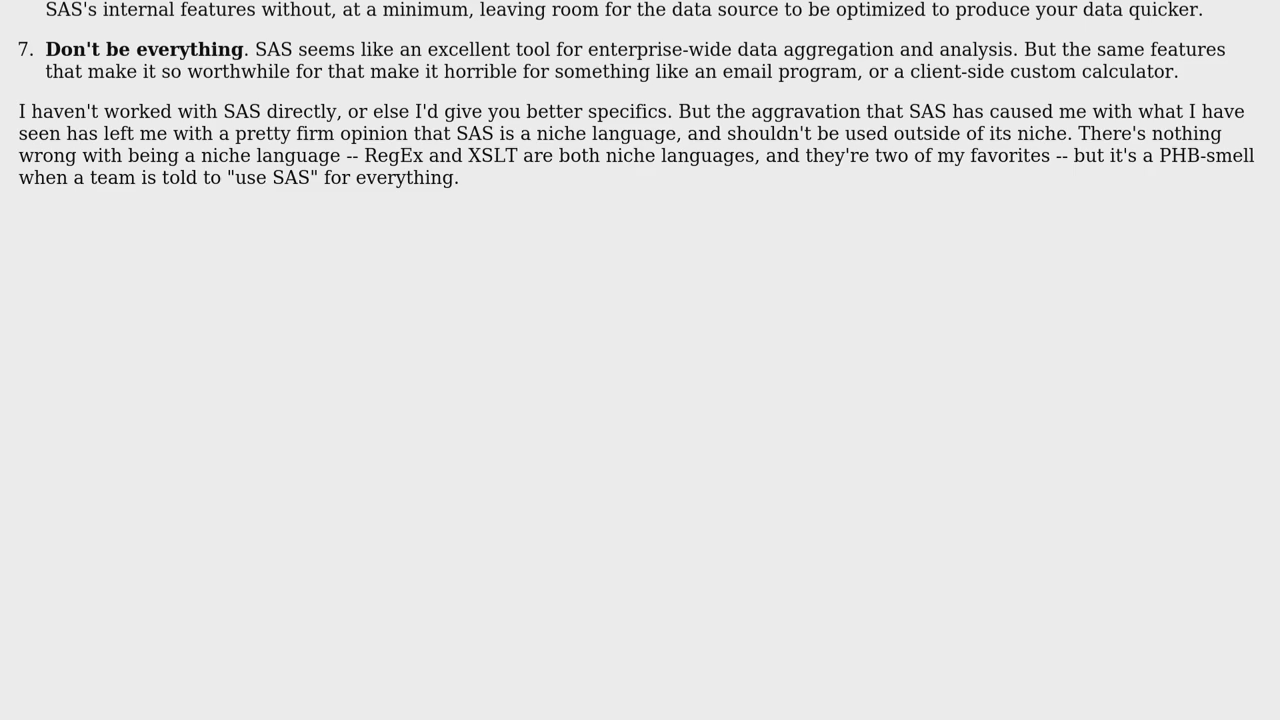 SAS's internal features without, at a minimum, leaving room for the data source to be optimized to produce your data quicker.
7. Don't be everything. SAS seems like an excellent tool for enterprise-wide data aggregation and analysis. But the same features
that make it so worthwhile for that make it horrible for something like an email program, or a client-side custom calculator.
I haven't worked with SAS directly, or else I'd give you better specifics. But the aggravation that SAS has caused me with what I have
seen has left me with a pretty firm opinion that SAS is a niche language, and shouldn't be used outside of its niche. There's nothing
wrong with being a niche language -- RegEx and XSLT are both niche languages, and they're two of my favorites -- but it's a PHB-smell
when a team is told to "use SAS" for everything.